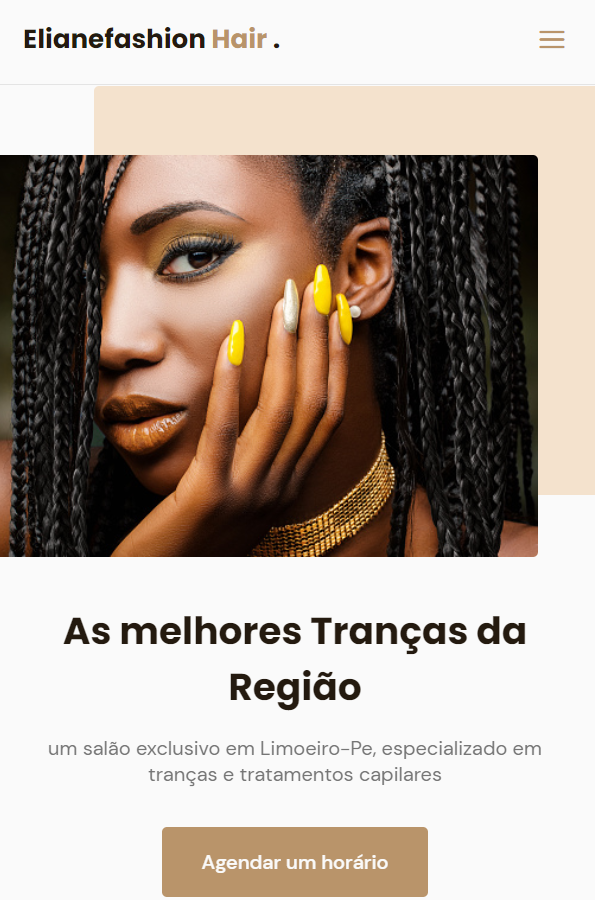 Elianefashion Hair .
As melhores Tranças da
Região
um salão exclusivo em Limoeiro-Pe, especializado em
tranças e tratamentos capilares
Agendar um horário